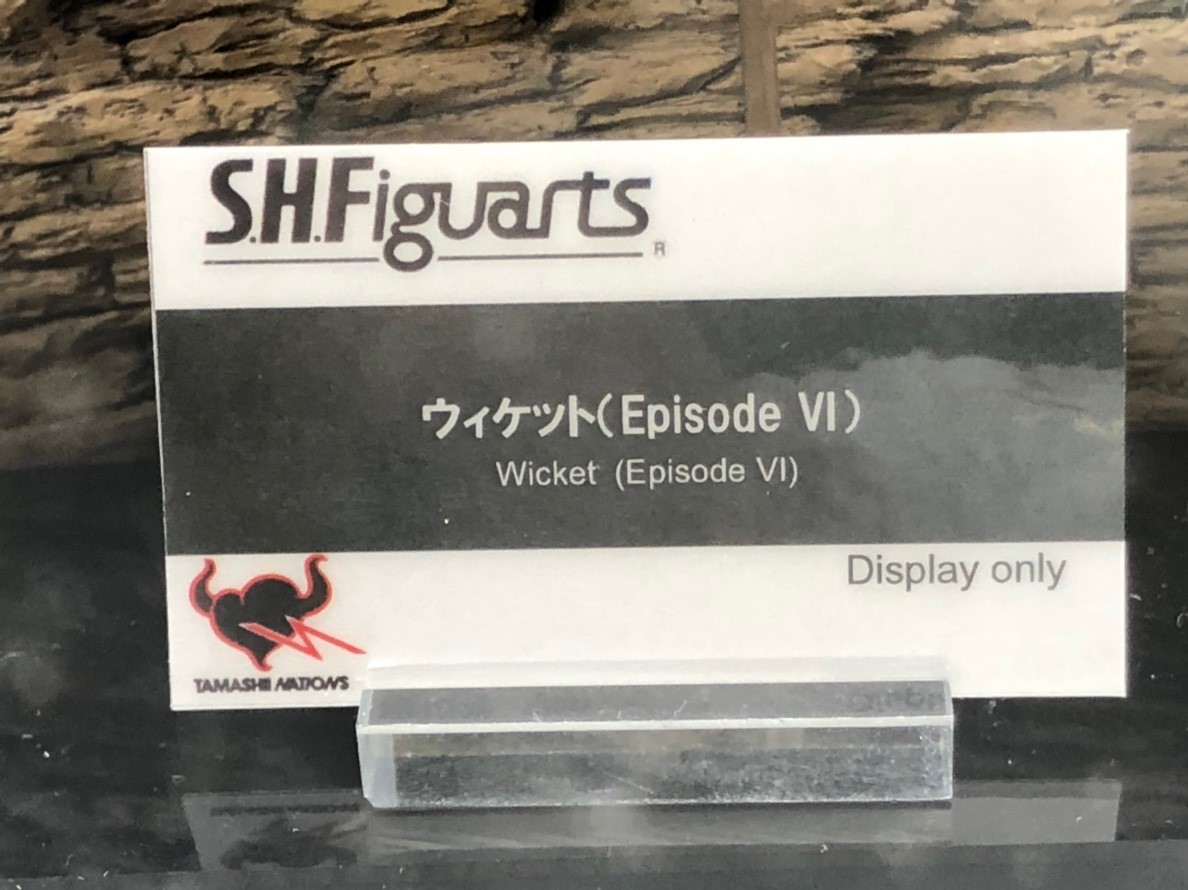 S.H.Figuarts
R
ウィケット(Episode VI)
Wicket (Episode VI)
Display only
TAMASHII NATIONS